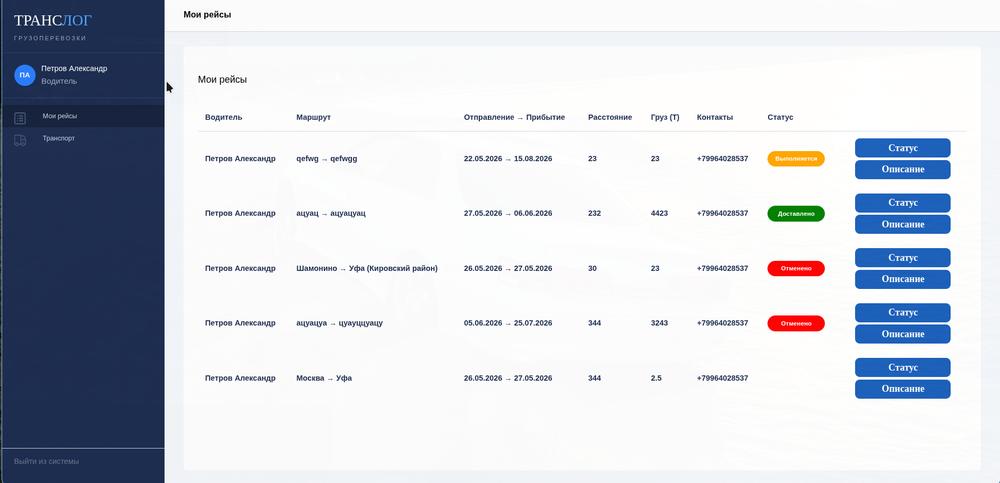 ТРАНСЛОГ
ГРУЗОПЕРЕВОЗКИ
ПА
Петров Александр
Водитель
Мои рейсы
Транспорт
Выйти из системы
Мои рейсы
Мои рейсы
Водитель Маршрут Отправление → Прибытие Расстояние Груз (Т) Контакты Статус
Петров Александр qefwg → qefwgg 22.05.2026 → 15.08.2026 23 23 +79964028537 Выполняется Статус
Описание
Петров Александр ацуац → ацуацуац 27.05.2026 → 06.06.2026 232 4423 +79964028537 Доставлено Статус
Описание
Петров Александр Шамонино → Уфа (Кировский район) 26.05.2026 → 27.05.2026 30 23 +79964028537 Отменено Статус
Описание
Петров Александр ацуацуа → цуауццуацу 05.06.2026 → 25.07.2026 344 3243 +79964028537 Отменено Статус
Описание
Петров Александр Москва → Уфа 26.05.2026 → 27.05.2026 344 2.5 +79964028537 Статус
Описание